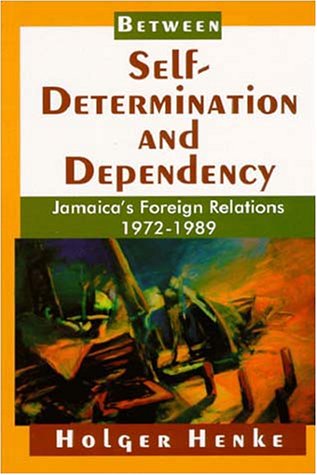 BETWEEN
SELF-
DETERMINATION
AND
DEPENDENCY
Jamaica's Foreign Relations
1972-1989
HOLGER HENKE